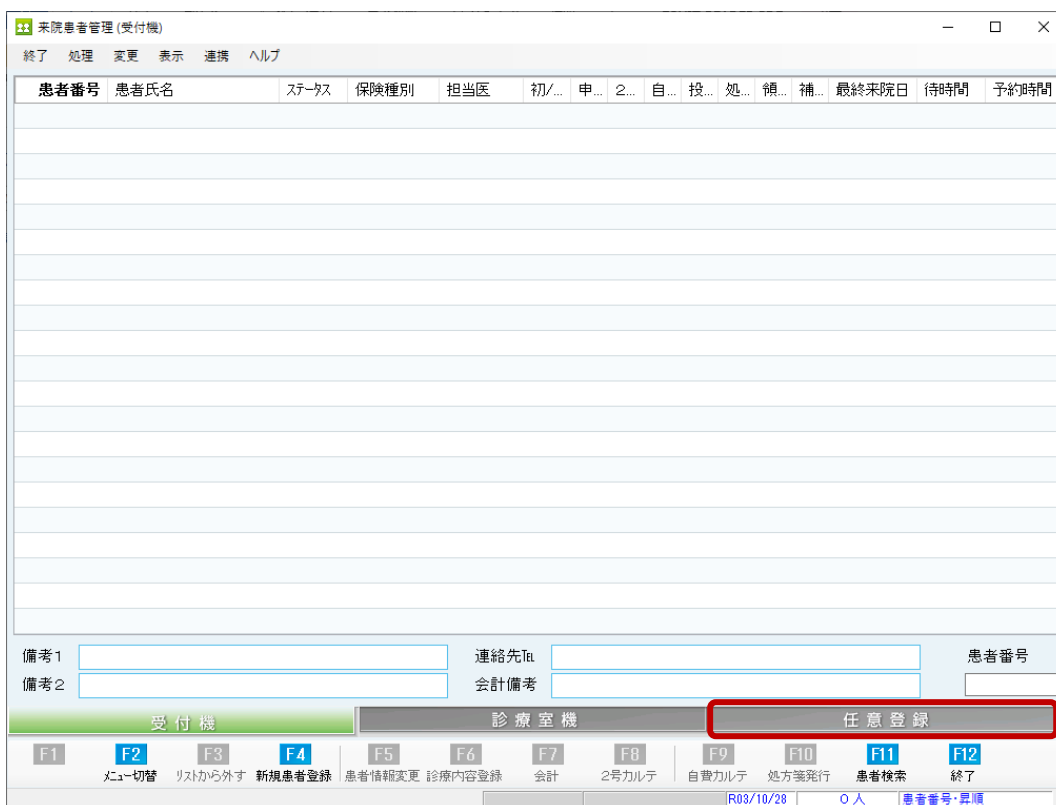 来院患者管理 (受付機)
終了 処理 変更 表示 連携 ヘルプ
患者番号 患者氏名 ステータス 保険種別 担当医 初/... 申... 2... 自... 投... 処... 領... 補... 最終来院日 待時間 予約時間
備考1 連絡先℡ 患者番号
備考2 会計備考
受付機 診療室機 任意登録
F1 F2 F3 F4 F5 F6 F7 F8 F9 F10 F11 F12
メニュー切替 リストから外す 新規患者登録 患者情報変更 診療内容登録 会計 2号カルテ 自費カルテ 処方箋発行 患者検索 終了
R03/10/28 0 人 患者番号・昇順